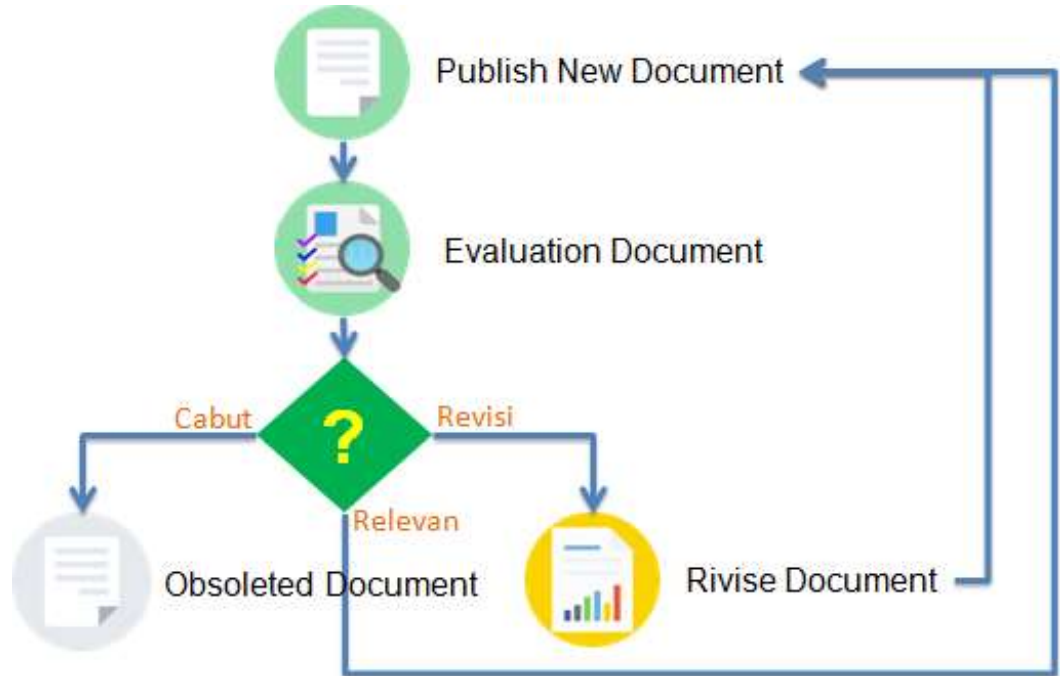 Publish New Document
Evaluation Document
?
Cabut
Revisi
Relevan
Obsoleted Document
Rivise Document